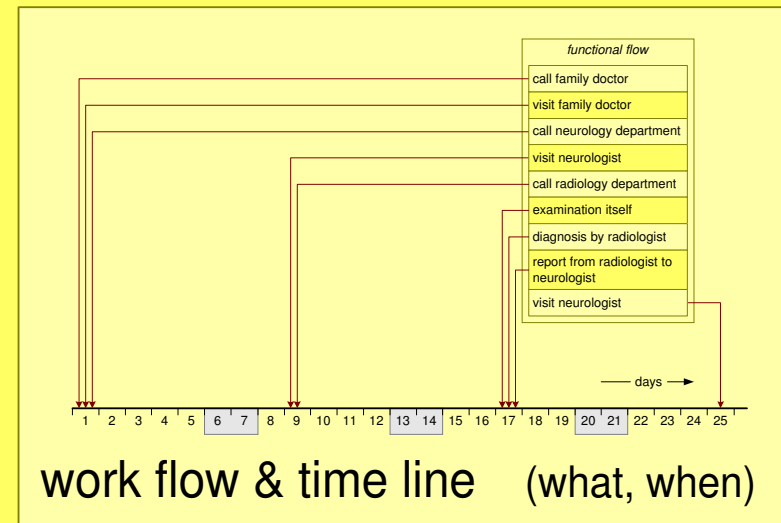 functional flow
call family doctor
visit family doctor
call neurology department
visit neurologist
call radiology department
examination itself
diagnosis by radiologist
report from radiologist to
neurologist
visit neurologist
days
1 2 3 4 5 6 7 8 9 10 11 12 13 14 15 16 17 18 19 20 21 22 23 24 25
work flow & time line (what, when)